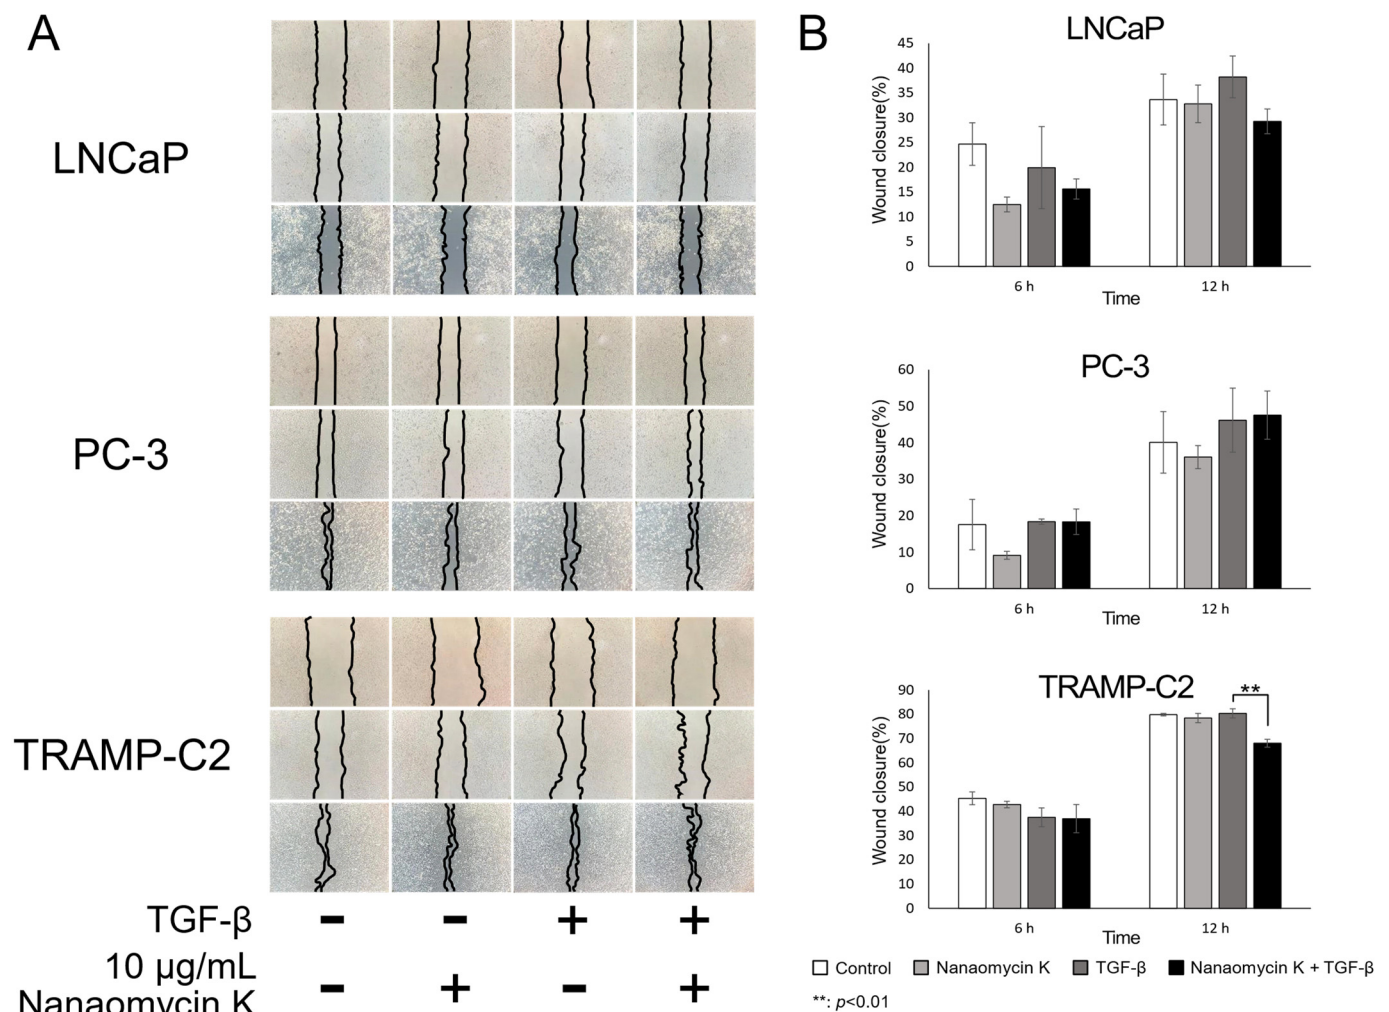 A
LNCaP
PC-3
TRAMP-C2
TGF-β
- - + +
10 µg/mL
Nanaomycin K
- + - +
B
LNCaP
Wound closure(%)
45
40
35
30
25
20
15
10
5
0
6 h
12 h
Time
PC-3
Wound closure(%)
60
50
40
30
20
10
0
6 h
12 h
Time
TRAMP-C2
**
Wound closure(%)
90
80
70
60
50
40
30
20
10
0
6 h
12 h
Time
Control Nanaomycin K TGF-β Nanaomycin K + TGF-β
**: p<0.01